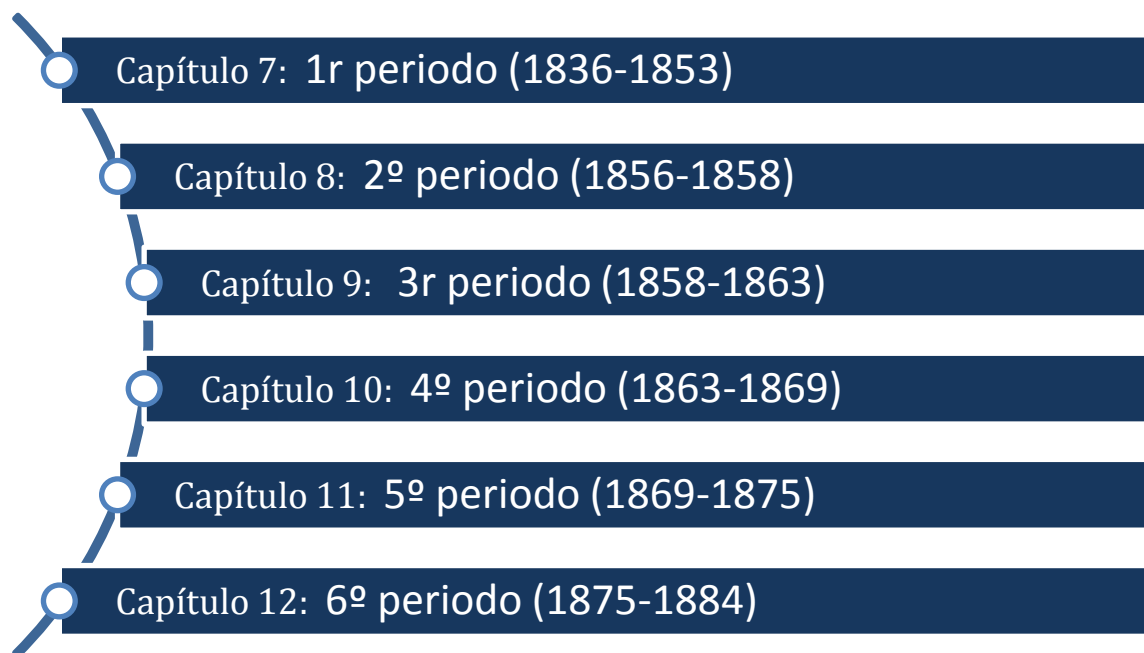 Capítulo 7: 1r periodo (1836-1853)
Capítulo 8: 2º periodo (1856-1858)
Capítulo 9: 3r periodo (1858-1863)
Capítulo 10: 4º periodo (1863-1869)
Capítulo 11: 5º periodo (1869-1875)
Capítulo 12: 6º periodo (1875-1884)